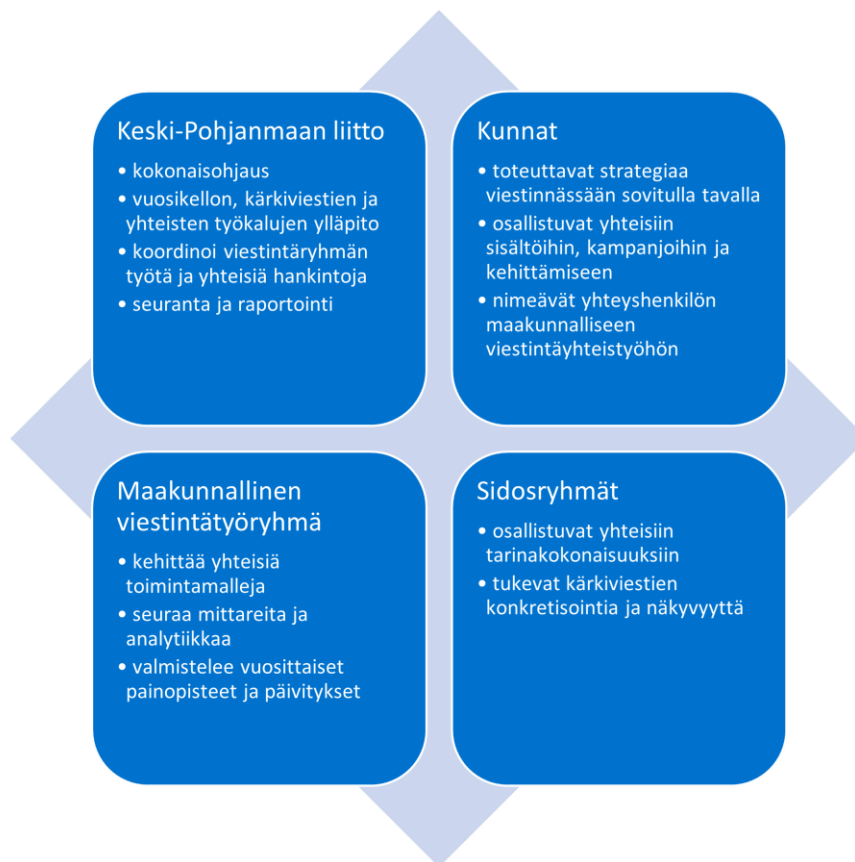 Keski-Pohjanmaan liitto
• kokonaisohjaus
• vuosikellon, kärkiviestien ja
yhteisten työkalujen ylläpito
• koordinoi viestintäryhmän
työtä ja yhteisiä hankintoja
• seuranta ja raportointi
Kunnat
• toteuttavat strategiaa
viestinnässään sovitulla tavalla
• osallistuvat yhteisiin
sisältöihin, kampanjoihin ja
kehittämiseen
• nimeävät yhteyshenkilön
maakunnalliseen
viestintäyhteistyöhön
Maakunnallinen
viestintätyöryhmä
• kehittää yhteisiä
toimintamalleja
• seuraa mittareita ja
analytiikkaa
• valmistelee vuosittaiset
painopisteet ja päivitykset
Sidosryhmät
• osallistuvat yhteisiin
tarinakokonaisuuksiin
• tukevat kärkiviestien
konkretisointia ja näkyvyyttä